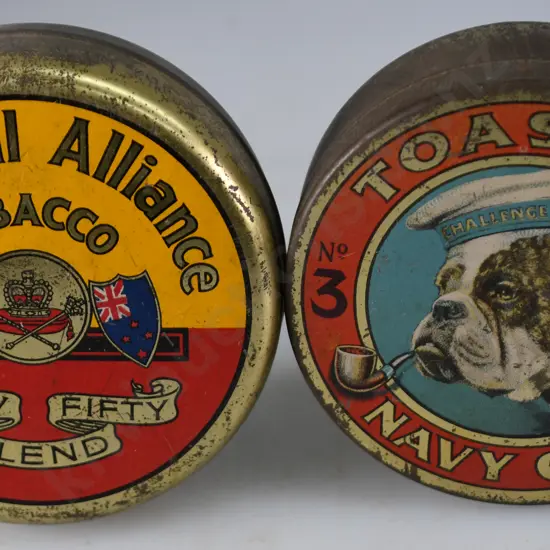 Alliance
BACCO
FIFTY
LEND
TOAS
CHALLENGE
No
3
NAVY C